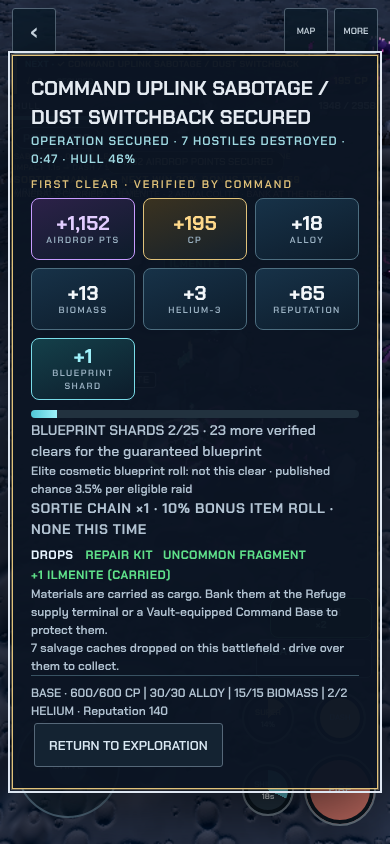 ‹
MAP
MORE
COMMAND UPLINK SABOTAGE /
DUST SWITCHBACK SECURED
OPERATION SECURED · 7 HOSTILES DESTROYED ·
0:47 · HULL 46%
FIRST CLEAR · VERIFIED BY COMMAND
+1,152
AIRDROP PTS
+195
CP
+18
ALLOY
+13
BIOMASS
+3
HELIUM-3
+65
REPUTATION
+1
BLUEPRINT
SHARD
BLUEPRINT SHARDS 2/25 · 23 more verified
clears for the guaranteed blueprint
Elite cosmetic blueprint roll: not this clear · published
chance 3.5% per eligible raid
SORTIE CHAIN ×1 · 10% BONUS ITEM ROLL ·
NONE THIS TIME
DROPS REPAIR KIT UNCOMMON FRAGMENT
+1 ILMENITE (CARRIED)
Materials are carried as cargo. Bank them at the Refuge
supply terminal or a Vault-equipped Command Base to
protect them.
7 salvage caches dropped on this battlefield · drive over
them to collect.
BASE · 600/600 CP | 30/30 ALLOY | 15/15 BIOMASS | 2/2
HELIUM · Reputation 140
RETURN TO EXPLORATION
18s